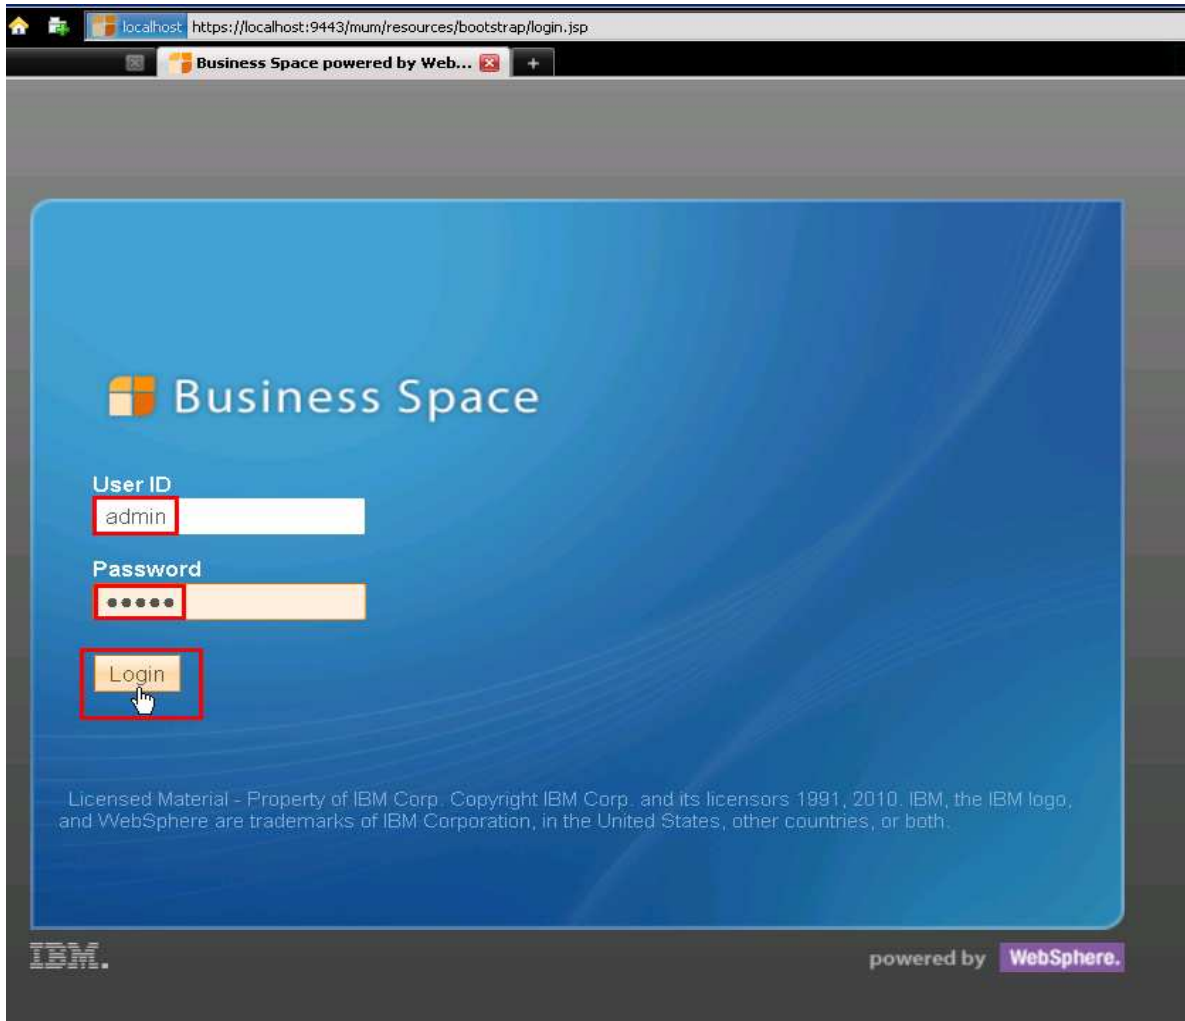 localhost https://localhost:9443/mum/resources/bootstrap/login.jsp
Business Space powered by Web...
Business Space
User ID
admin
Password
●●●●●
Login
Licensed Material - Property of IBM Corp. Copyright IBM Corp. and its licensors 1991, 2010. IBM, the IBM logo,
and WebSphere are trademarks of IBM Corporation, in the United States, other countries, or both.
IBM. powered by WebSphere.